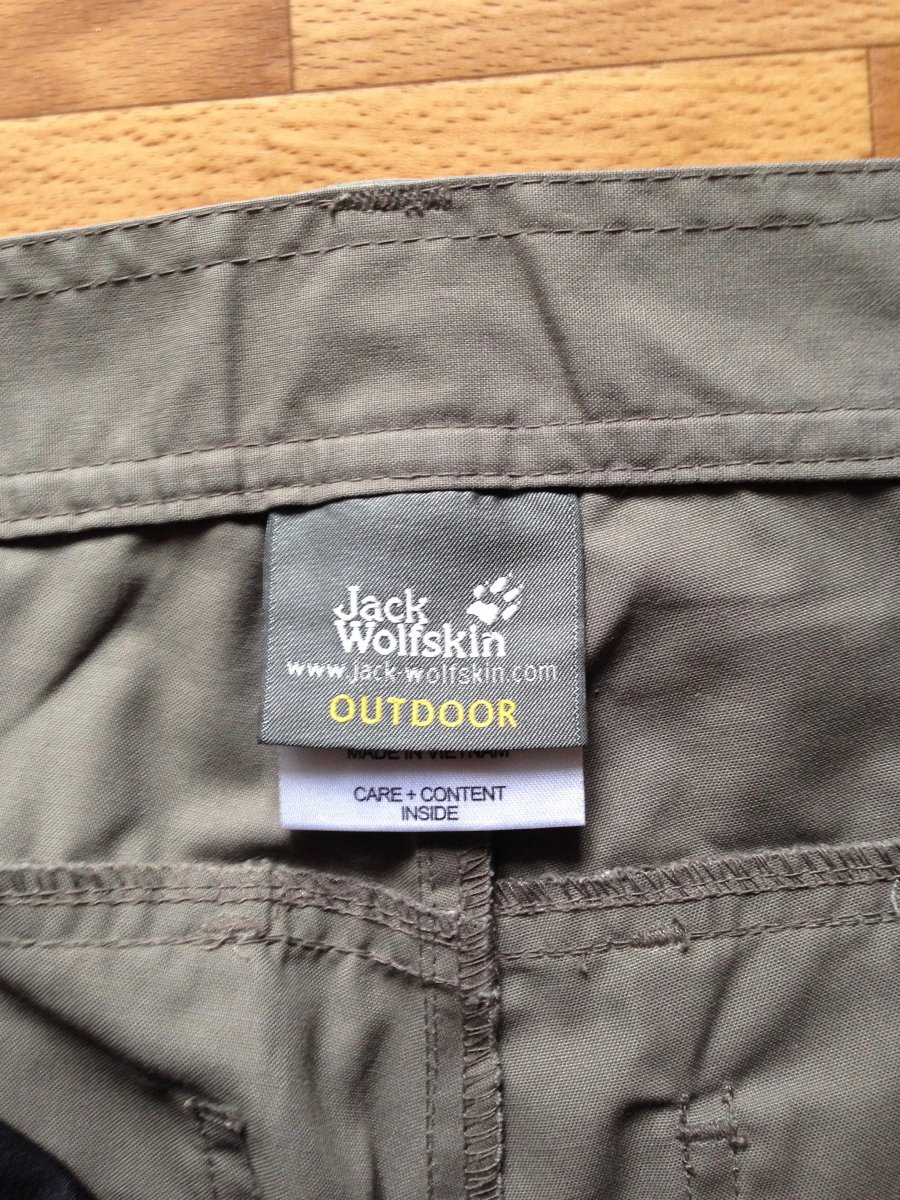 Jack
Wolfskin
www.jack-wolfskin.com
OUTDOOR
MADE IN VIETNAM
CARE + CONTENT
INSIDE